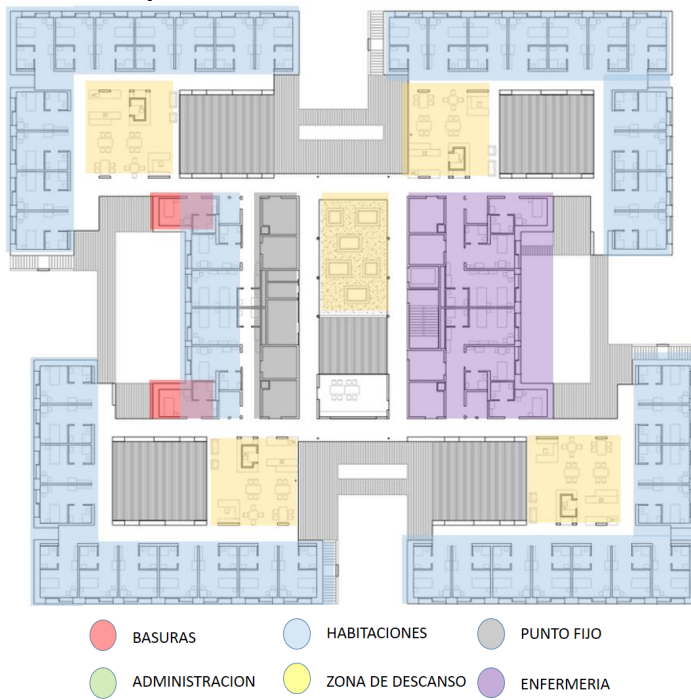 BASURAS
HABITACIONES
PUNTO FIJO
ADMINISTRACION
ZONA DE DESCANSO
ENFERMERIA